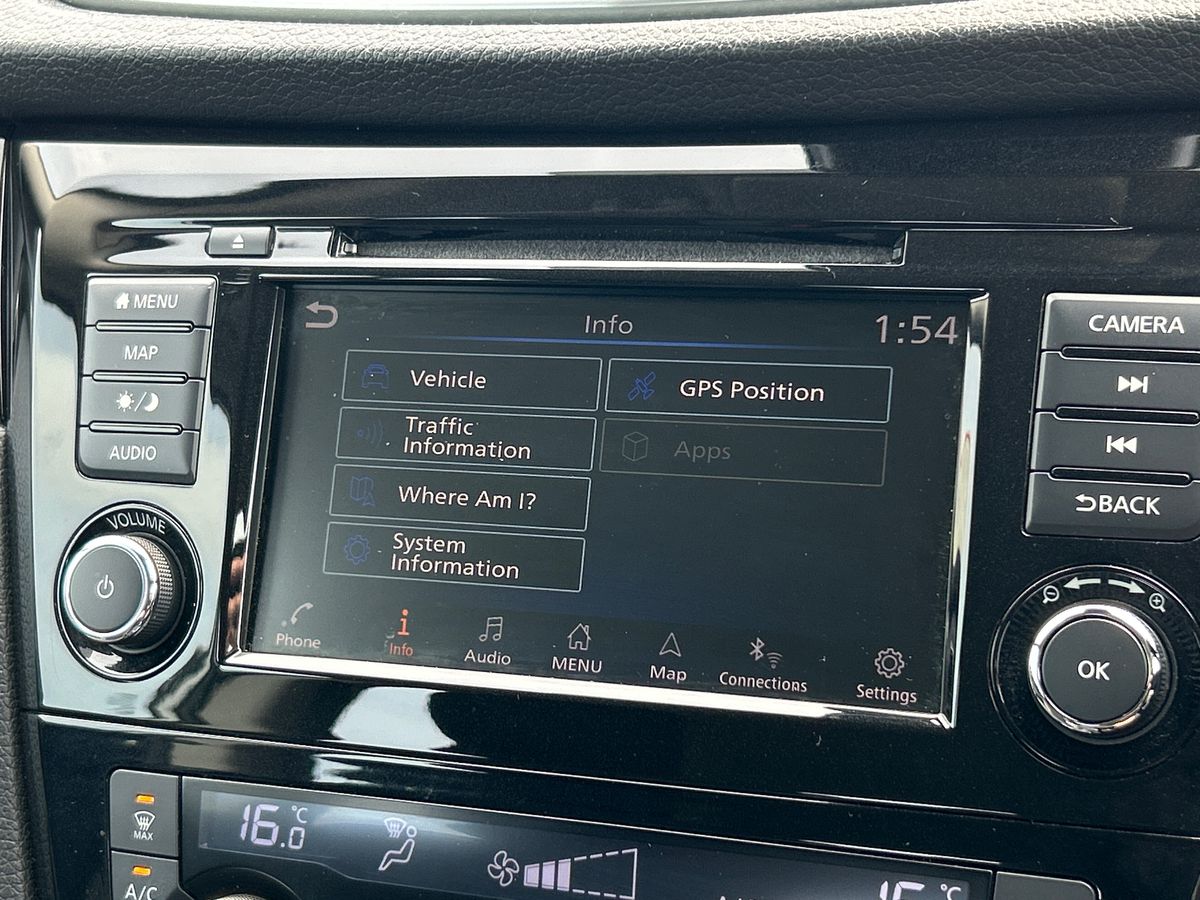 MENU
MAP
AUDIO
VOLUME
Info
1:54
Vehicle
GPS Position
Traffic
Information
Apps
Where Am I?
System
Information
Phone
Info
Audio
MENU
Map
Connections
Settings
CAMERA
BACK
OK
MAX
A/C
16.0 °C
°C